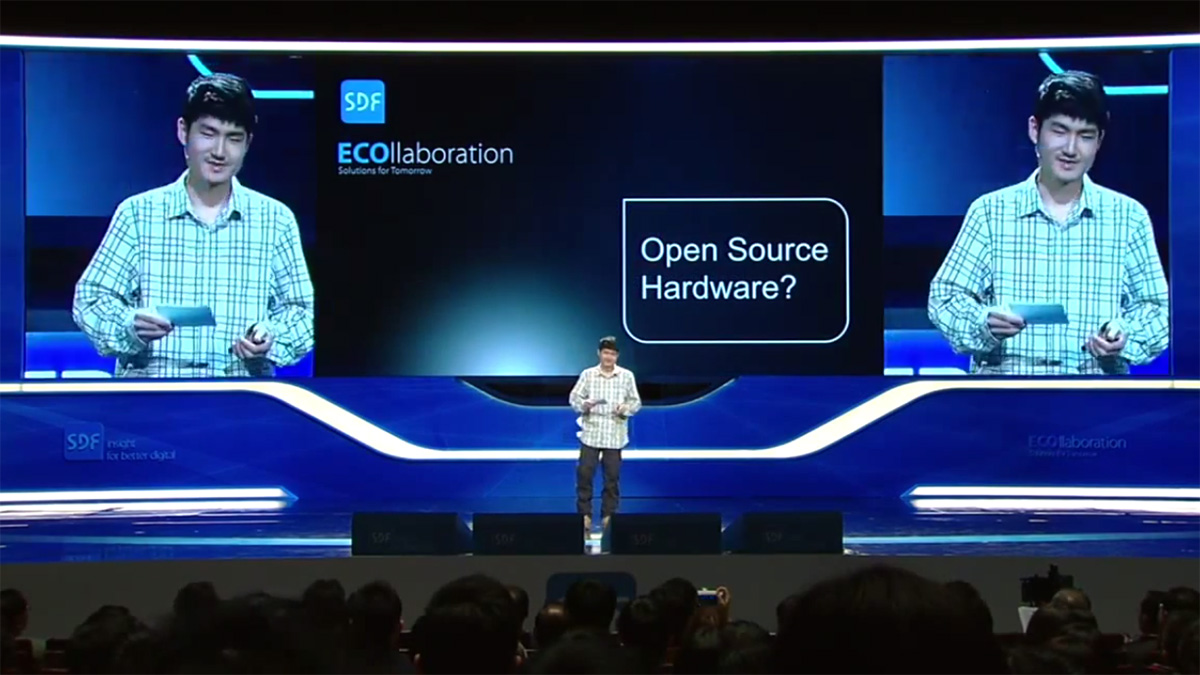 SDF
ECOllaboration
Solutions for Tomorrow
Open Source
Hardware?
SDF
insight
for better digital
ECOllaboration
Solutions for Tomorrow
SDF
SDF
SDF
SDF